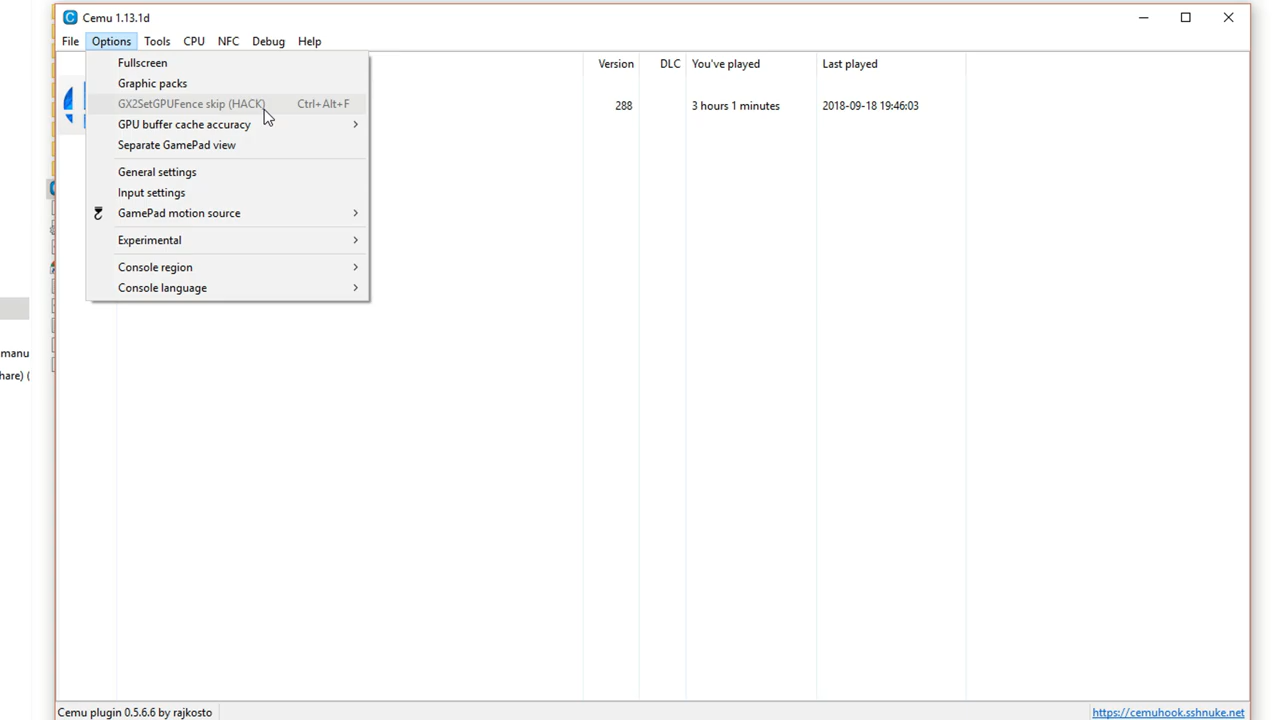 Cemu 1.13.1d
File Options Tools CPU NFC Debug Help
Fullscreen
Graphic packs
GX2SetGPUFence skip (HACK) Ctrl+Alt+F
GPU buffer cache accuracy
Separate GamePad view
General settings
Input settings
GamePad motion source
Experimental
Console region
Console language
Version DLC You've played Last played
288 3 hours 1 minutes 2018-09-18 19:46:03
manu
hare) (
Cemu plugin 0.5.6.6 by rajkosto
https://cemuhook.sshnuke.net